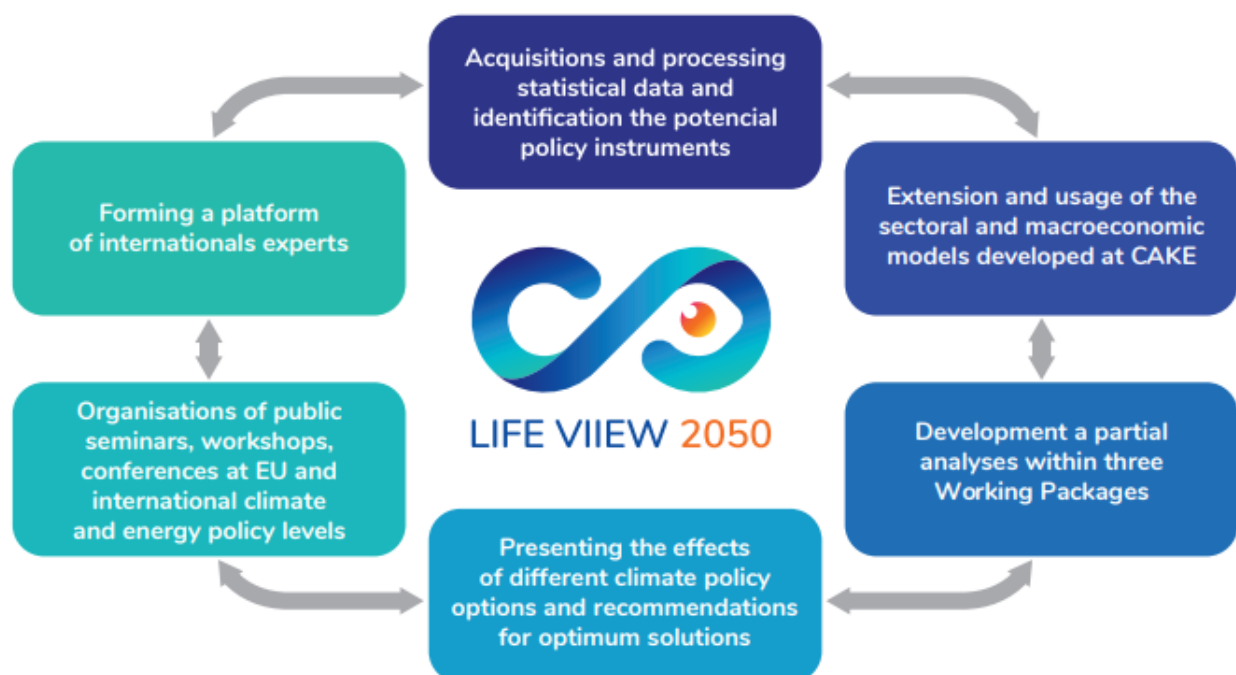 Acquisitions and processing
statistical data and
identification the potencial
policy instruments
Forming a platform
of internationals experts
Extension and usage of the
sectoral and macroeconomic
models developed at CAKE
LIFE VIIEW 2050
Organisations of public
seminars, workshops,
conferences at EU and
international climate
and energy policy levels
Development a partial
analyses within three
Working Packages
Presenting the effects
of different climate policy
options and recommendations
for optimum solutions